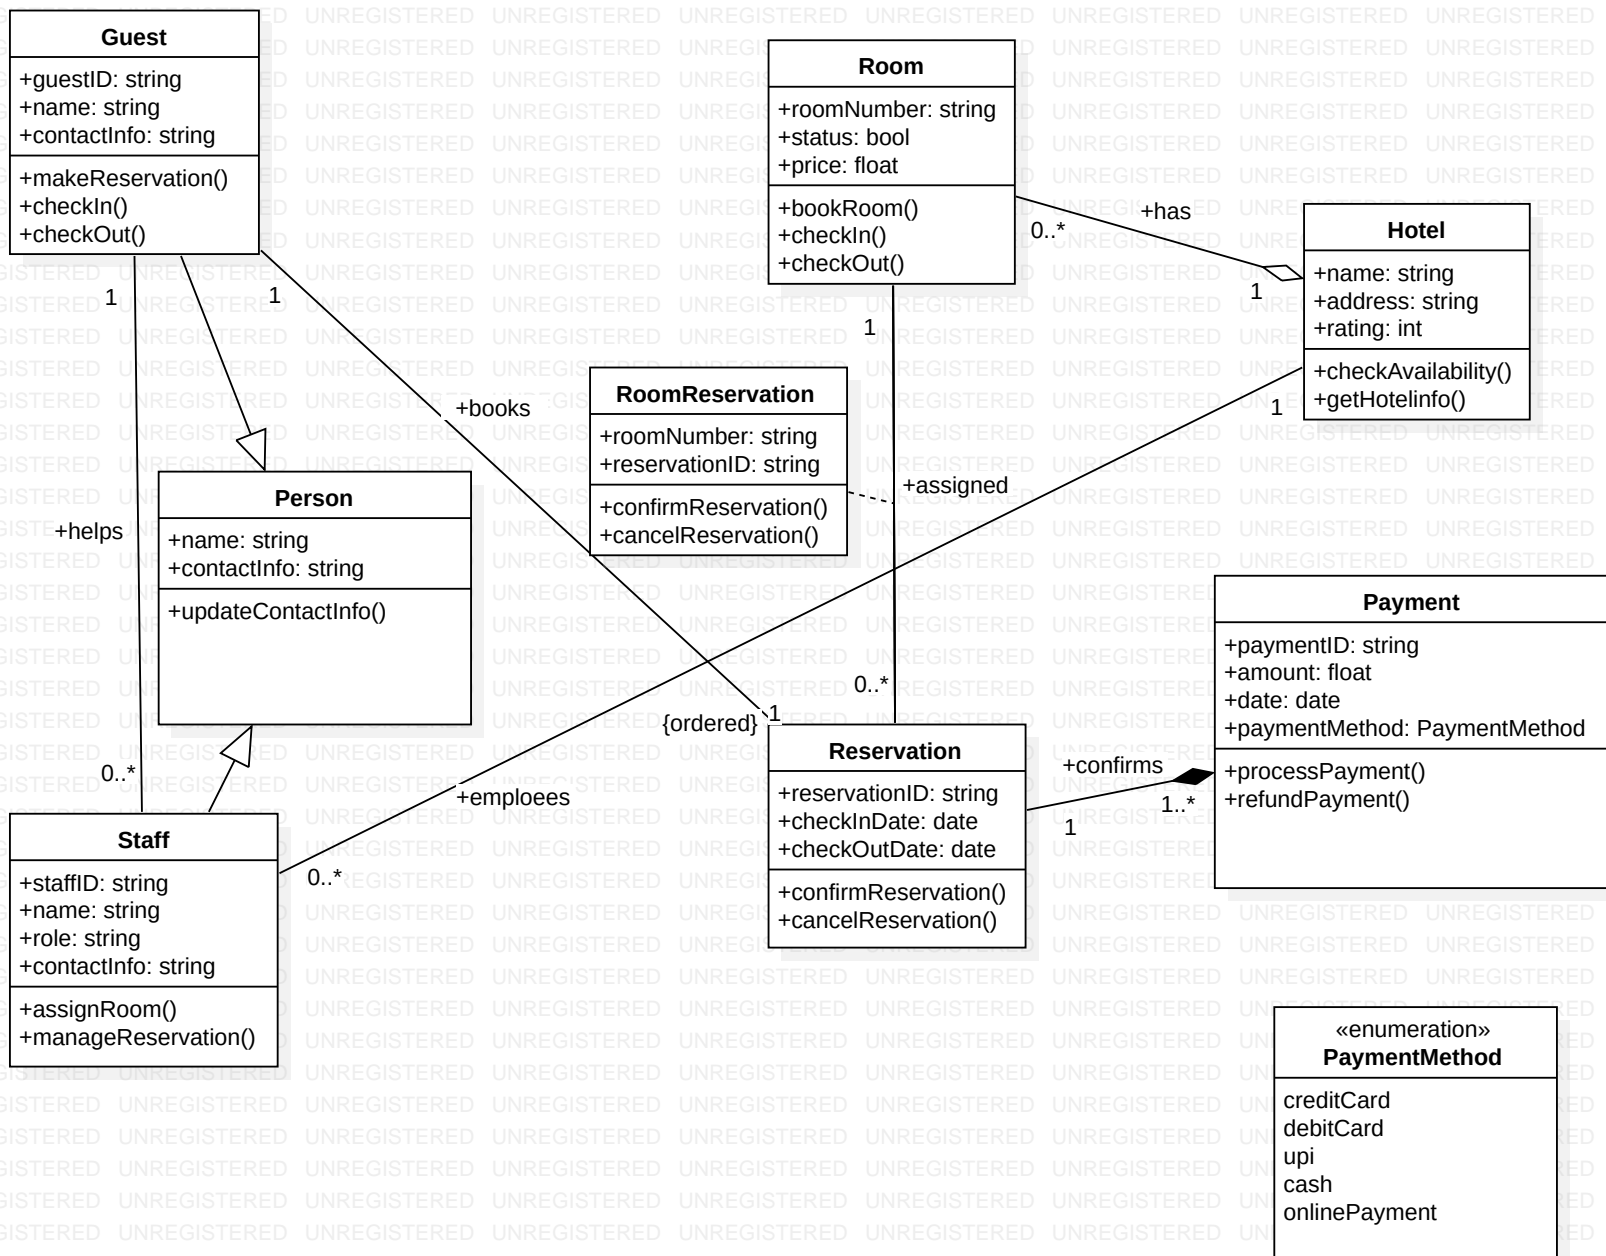 Guest
+guestID: string
+name: string
+contactInfo: string
+makeReservation()
+checkIn()
+checkOut()
Room
+roomNumber: string
+status: bool
+price: float
+bookRoom()
+checkIn()
+checkOut()
+has
0..*
1
Hotel
+name: string
+address: string
+rating: int
+checkAvailability()
+getHotelinfo()
1
1
1
1
RoomReservation
+roomNumber: string
+reservationID: string
+confirmReservation()
+cancelReservation()
+books
+assigned
+helps
Person
+name: string
+contactInfo: string
+updateContactInfo()
Payment
+paymentID: string
+amount: float
+date: date
+paymentMethod: PaymentMethod
+processPayment()
+refundPayment()
0..*
{ordered}
1
Reservation
+reservationID: string
+checkInDate: date
+checkOutDate: date
+confirmReservation()
+cancelReservation()
+confirms
1..*
1
0..*
+emploees
0..*
Staff
+staffID: string
+name: string
+role: string
+contactInfo: string
+assignRoom()
+manageReservation()
«enumeration»
PaymentMethod
creditCard
debitCard
upi
cash
onlinePayment
UNREGISTERED